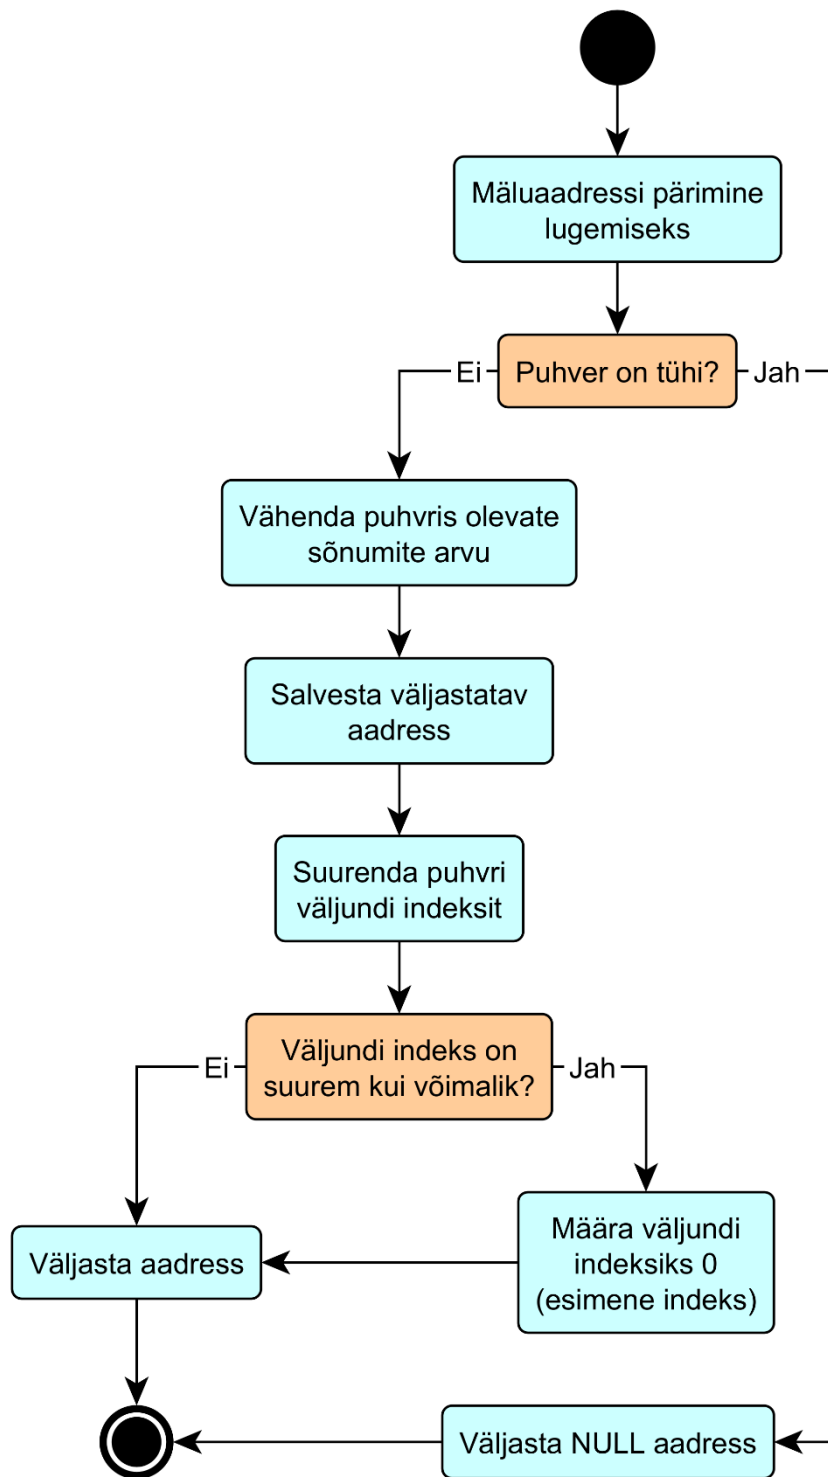 Mäluaadressi pärimine
lugemiseks
Ei
Puhver on tühi?
Jah
Vähenda puhvris olevate
sõnumite arvu
Salvesta väljastatav
aadress
Suurenda puhvri
väljundi indeksit
Ei
Väljundi indeks on
suurem kui võimalik?
Jah
Väljasta aadress
Määra väljundi
indeksiks 0
(esimene indeks)
Väljasta NULL aadress